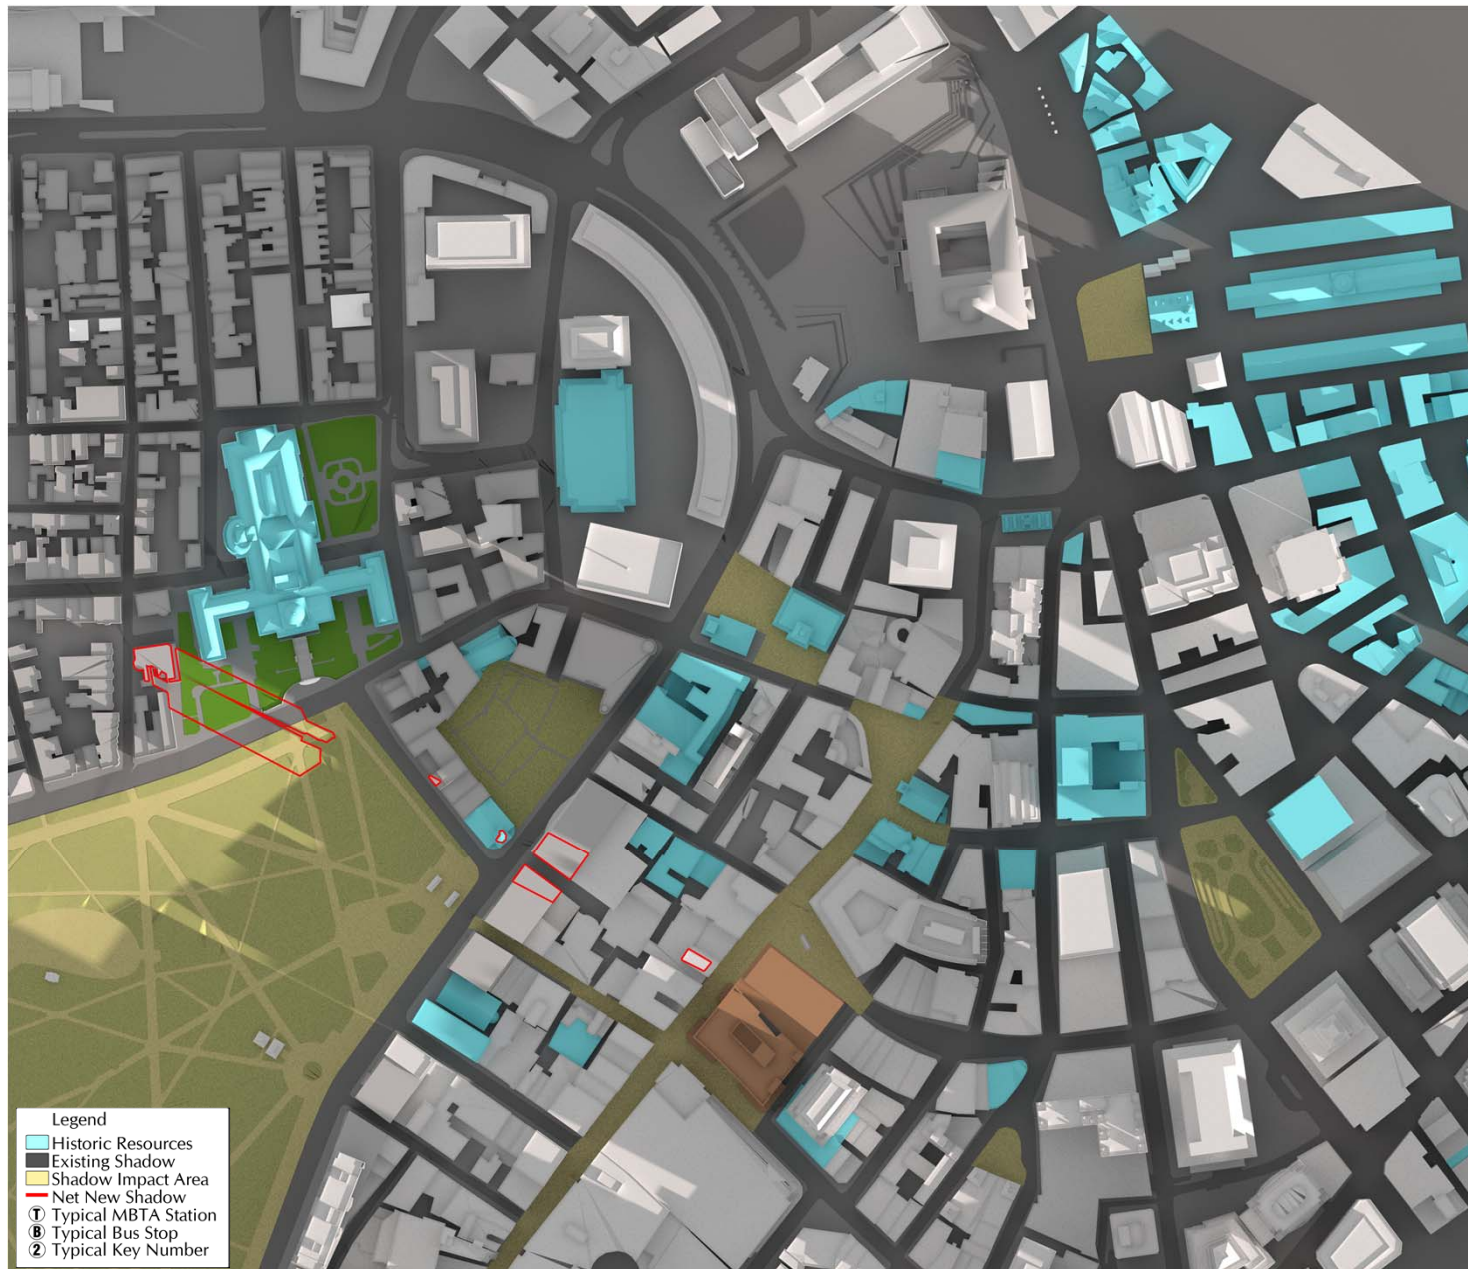 Legend
Historic Resources
Existing Shadow
Shadow Impact Area
Net New Shadow
T Typical MBTA Station
B Typical Bus Stop
2 Typical Key Number